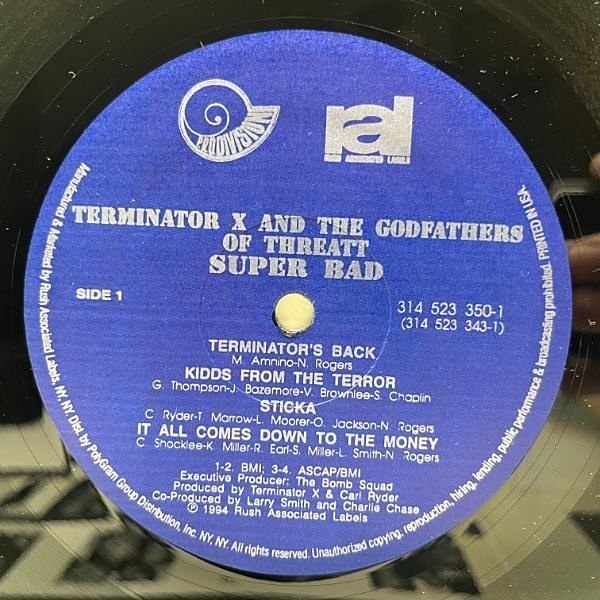 P.R.O DIVISION
ral
RUSH ASSOCIATED LABELS
TERMINATOR X AND THE GODFATHERS
OF THREATT
SUPER BAD
SIDE 1
314 523 350-1
(314 523 343-1)
TERMINATOR'S BACK
M. Amnino-N. Rogers
KIDDS FROM THE TERROR
G. Thompson-J. Bazemore-V. Brownlee-S. Chaplin
STICKA
C. Ryder-T. Marrow-L. Moorer-O. Jackson-N. Rogers
IT ALL COMES DOWN TO THE MONEY
C. Shocklee-K. Miller-R. Earl-S. Miller-L. Smith-N. Rogers
1-2. BMI; 3-4. ASCAP/BMI
Executive Producer: The Bomb Squad
Produced by Terminator X & Carl Ryder
Co-Produced by Larry Smith and Charlie Chase
℗ 1994 Rush Associated Labels
Manufactured & Marketed by Rush Associated Labels, NY, NY. Dist. by PolyGram Group Distribution, Inc. NY, NY. All rights reserved. Unauthorized copying, reproduction, hiring, lending, public performance & broadcasting prohibited. PRINTED IN USA.